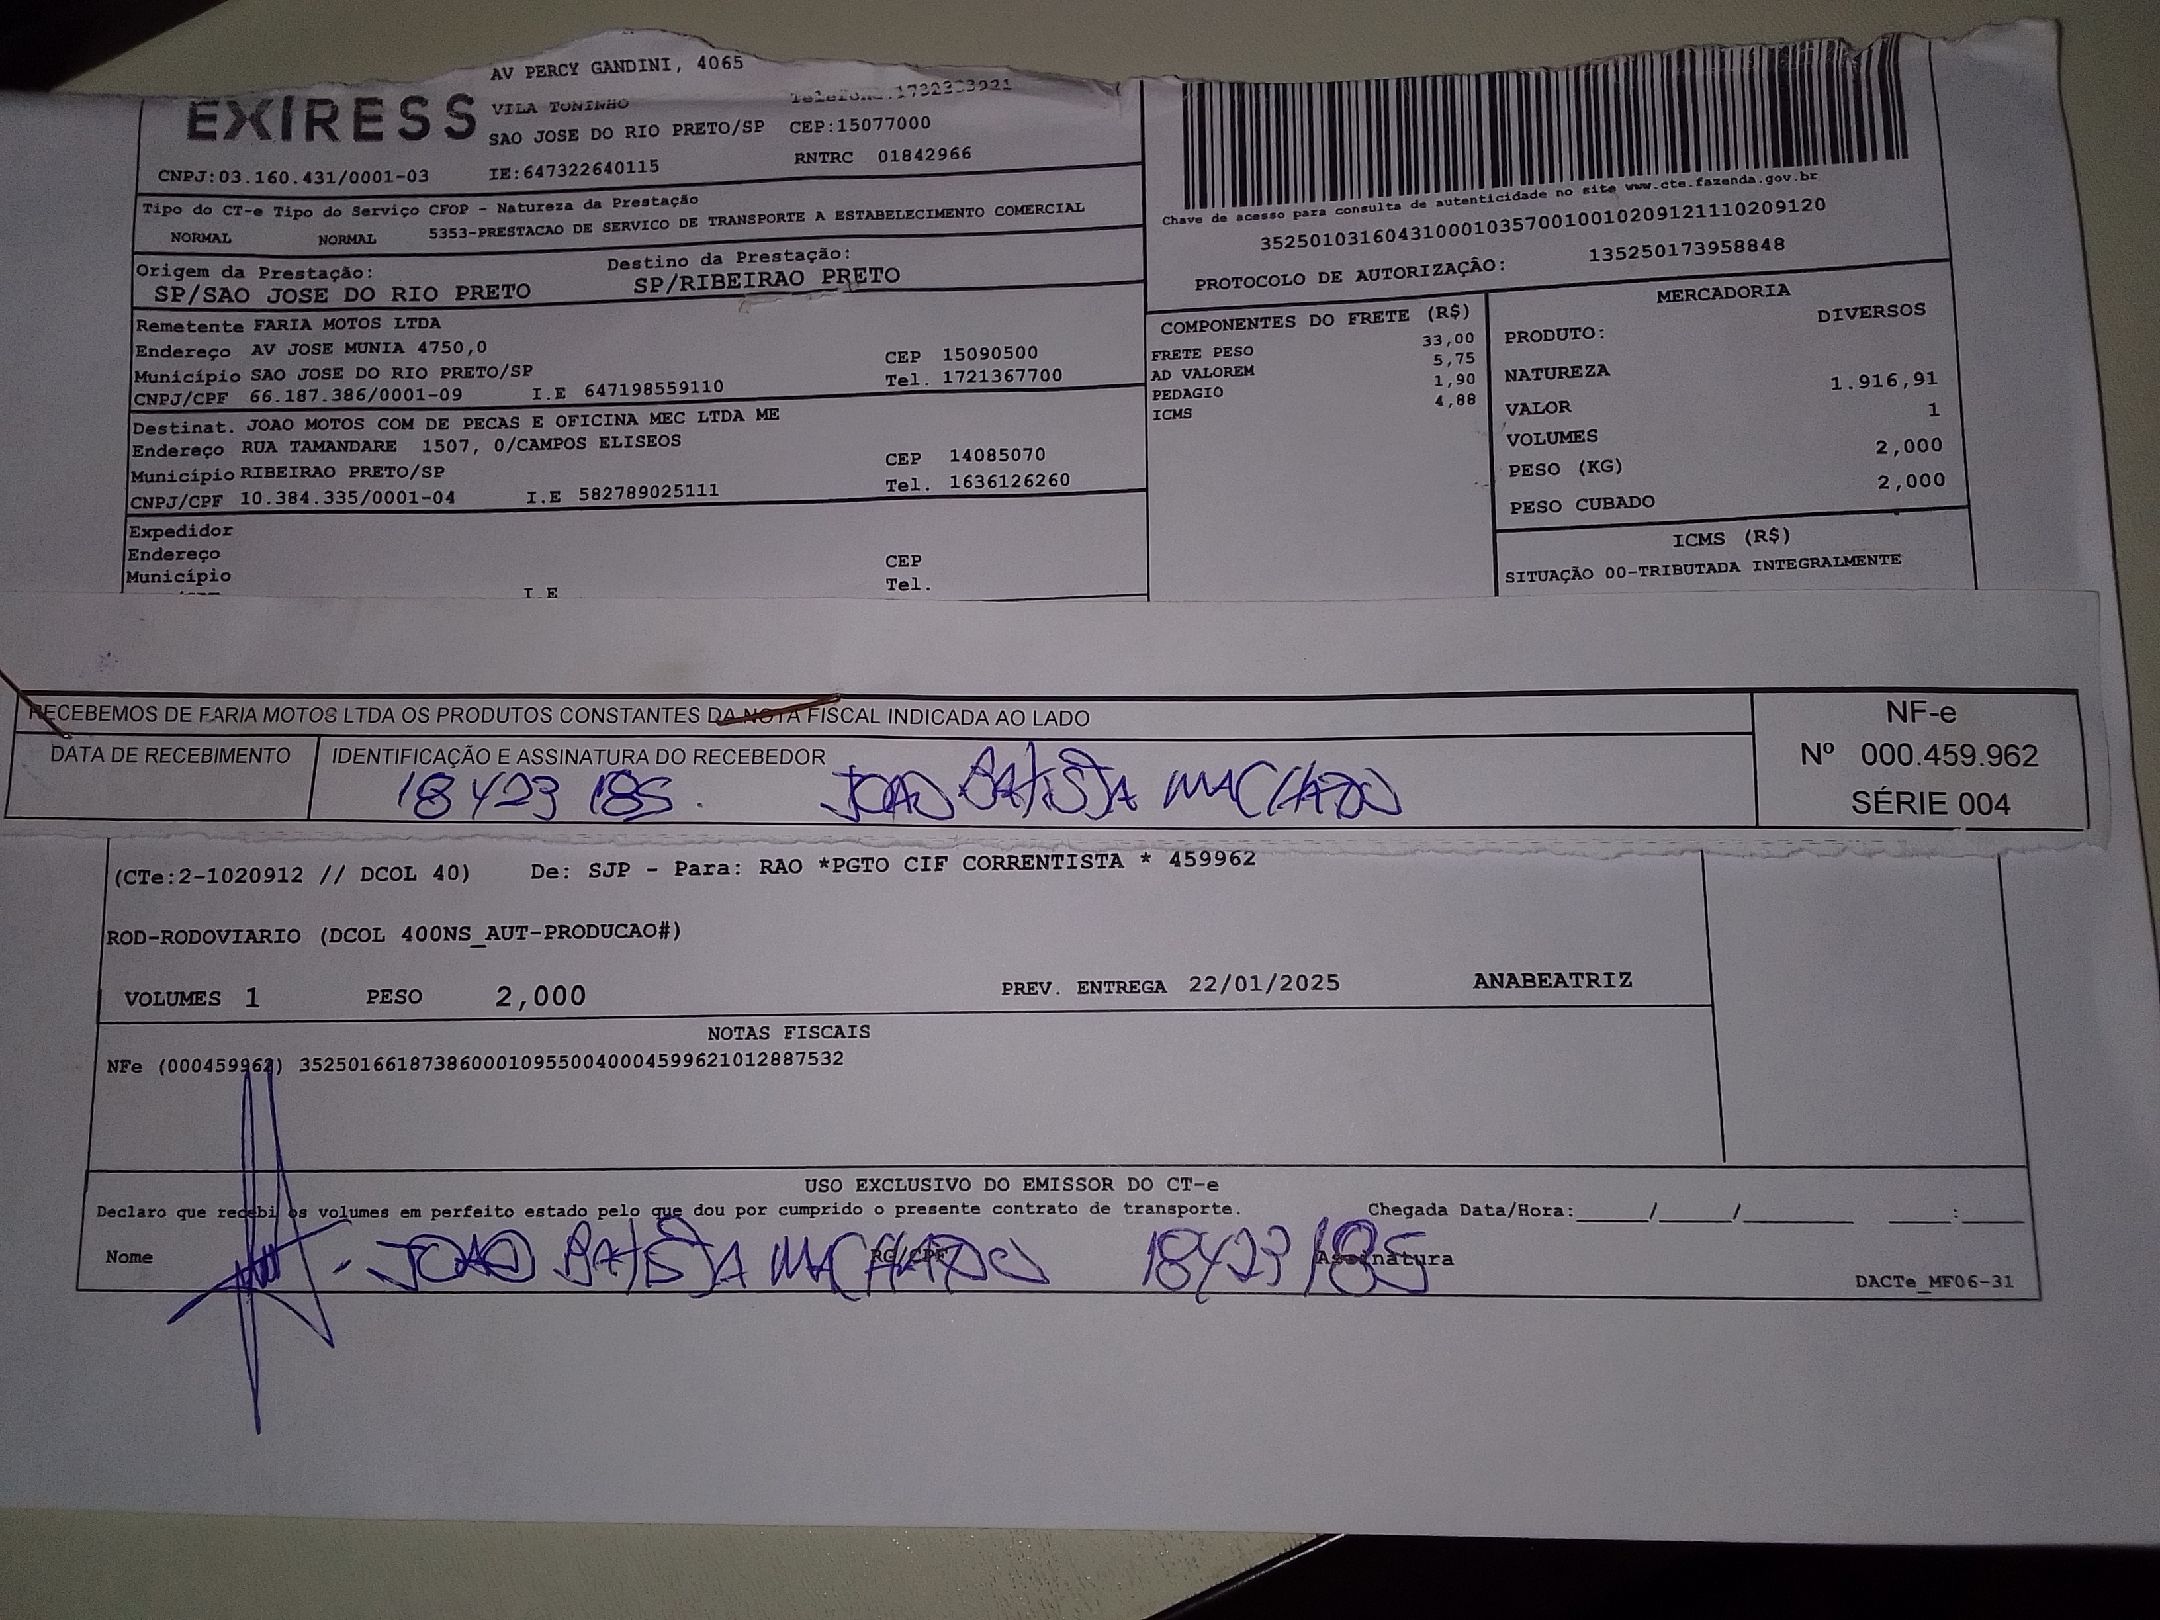 AV PERCY GANDINI, 4065
EXIRESS
VILA TONINHO
SAO JOSE DO RIO PRETO/SP CEP:15077000
CNPJ:03.160.431/0001-03 IE:647322640115 RNTRC 01842966
Tipo do CT-e Tipo do Serviço CFOP - Natureza da Prestação
NORMAL NORMAL 5353-PRESTACAO DE SERVICO DE TRANSPORTE A ESTABELECIMENTO COMERCIAL
Origem da Prestação: Destino da Prestação:
SP/SAO JOSE DO RIO PRETO SP/RIBEIRAO PRETO
Remetente FARIA MOTOS LTDA
Endereço AV JOSE MUNIA 4750,0 CEP 15090500
Município SAO JOSE DO RIO PRETO/SP Tel. 1721367700
CNPJ/CPF 66.187.386/0001-09 I.E 647198559110
Destinat. JOAO MOTOS COM DE PECAS E OFICINA MEC LTDA ME
Endereço RUA TAMANDARE 1507, 0/CAMPOS ELISEOS CEP 14085070
Município RIBEIRAO PRETO/SP Tel. 1636126260
CNPJ/CPF 10.384.335/0001-04 I.E 582789025111
Expedidor
Endereço CEP
Município Tel.
I.E
Chave de acesso para consulta de autenticidade no site www.cte.fazenda.gov.br
35250103160431000103570010010209121110209120
PROTOCOLO DE AUTORIZAÇÃO: 135250173958848
COMPONENTES DO FRETE (R$)
FRETE PESO 33,00
AD VALOREM 5,75
PEDAGIO 1,90
ICMS 4,88
MERCADORIA
PRODUTO: DIVERSOS
NATUREZA
VALOR 1.916,91
VOLUMES 1
PESO (KG) 2,000
PESO CUBADO 2,000
ICMS (R$)
SITUAÇÃO 00-TRIBUTADA INTEGRALMENTE
RECEBEMOS DE FARIA MOTOS LTDA OS PRODUTOS CONSTANTES DA NOTA FISCAL INDICADA AO LADO
DATA DE RECEBIMENTO IDENTIFICAÇÃO E ASSINATURA DO RECEBEDOR
18423 185. JOAO BATISTA MACHADO
NF-e
Nº 000.459.962
SÉRIE 004
(CTe:2-1020912 // DCOL 40) De: SJP - Para: RAO *PGTO CIF CORRENTISTA * 459962
ROD-RODOVIARIO (DCOL 400NS_AUT-PRODUCAO#)
VOLUMES 1 PESO 2,000 PREV. ENTREGA 22/01/2025 ANABEATRIZ
NOTAS FISCAIS
NFe (000459962) 35250166187386000109550040004599621012887532
USO EXCLUSIVO DO EMISSOR DO CT-e
Declaro que recebi os volumes em perfeito estado pelo que dou por cumprido o presente contrato de transporte. Chegada Data/Hora:_____/_____/_________ _____:_____
Nome RG/CPF Assinatura
JOAO BATISTA MACHADO 18423185
DACTe_MF06-31